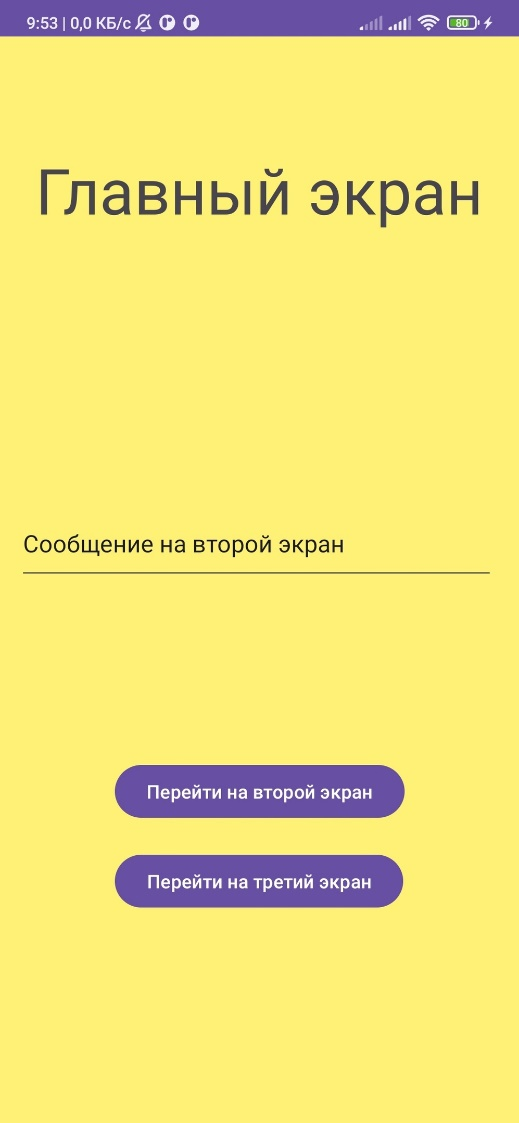 9:53 | 0,0 КБ/с
80
Главный экран
Сообщение на второй экран
Перейти на второй экран
Перейти на третий экран